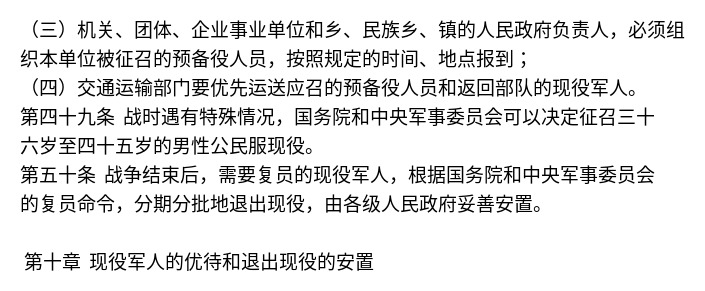 （三）机关、团体、企业事业单位和乡、民族乡、镇的人民政府负责人，必须组
织本单位被征召的预备役人员，按照规定的时间、地点报到；
（四）交通运输部门要优先运送应召的预备役人员和返回部队的现役军人。
第四十九条 战时遇有特殊情况，国务院和中央军事委员会可以决定征召三十
六岁至四十五岁的男性公民服现役。
第五十条 战争结束后，需要复员的现役军人，根据国务院和中央军事委员会
的复员命令，分期分批地退出现役，由各级人民政府妥善安置。
第十章 现役军人的优待和退出现役的安置